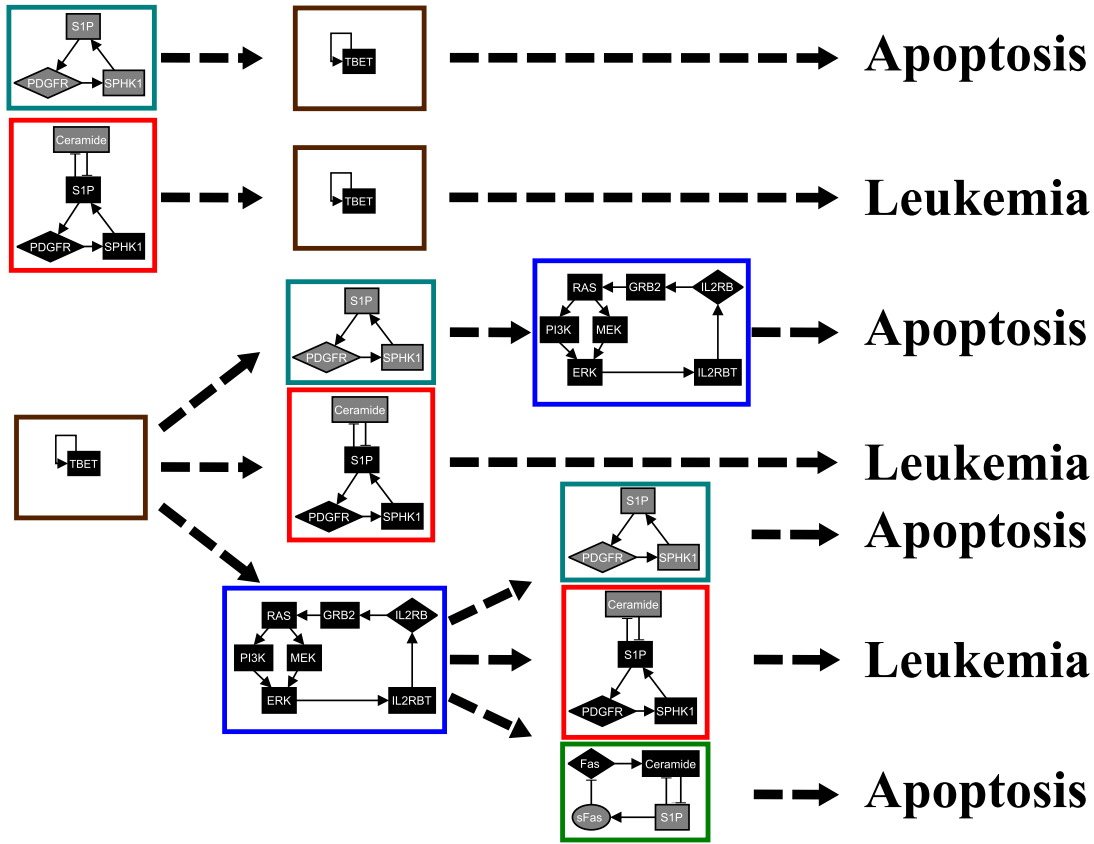 S1P
PDGFR SPHK1
TBET
Apoptosis
Ceramide
S1P
PDGFR SPHK1
TBET
Leukemia
S1P
PDGFR SPHK1
RAS GRB2 IL2RB
PI3K MEK
ERK IL2RBT
Apoptosis
TBET
Ceramide
S1P
PDGFR SPHK1
Leukemia
RAS GRB2 IL2RB
PI3K MEK
ERK IL2RBT
S1P
PDGFR SPHK1
Apoptosis
Ceramide
S1P
PDGFR SPHK1
Leukemia
Fas Ceramide
sFas S1P
Apoptosis